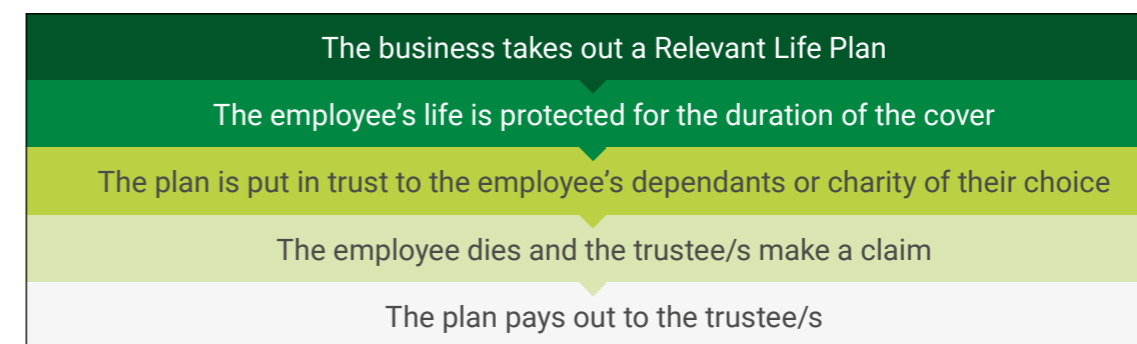 The business takes out a Relevant Life Plan
The employee’s life is protected for the duration of the cover
The plan is put in trust to the employee’s dependants or charity of their choice
The employee dies and the trustee/s make a claim
The plan pays out to the trustee/s